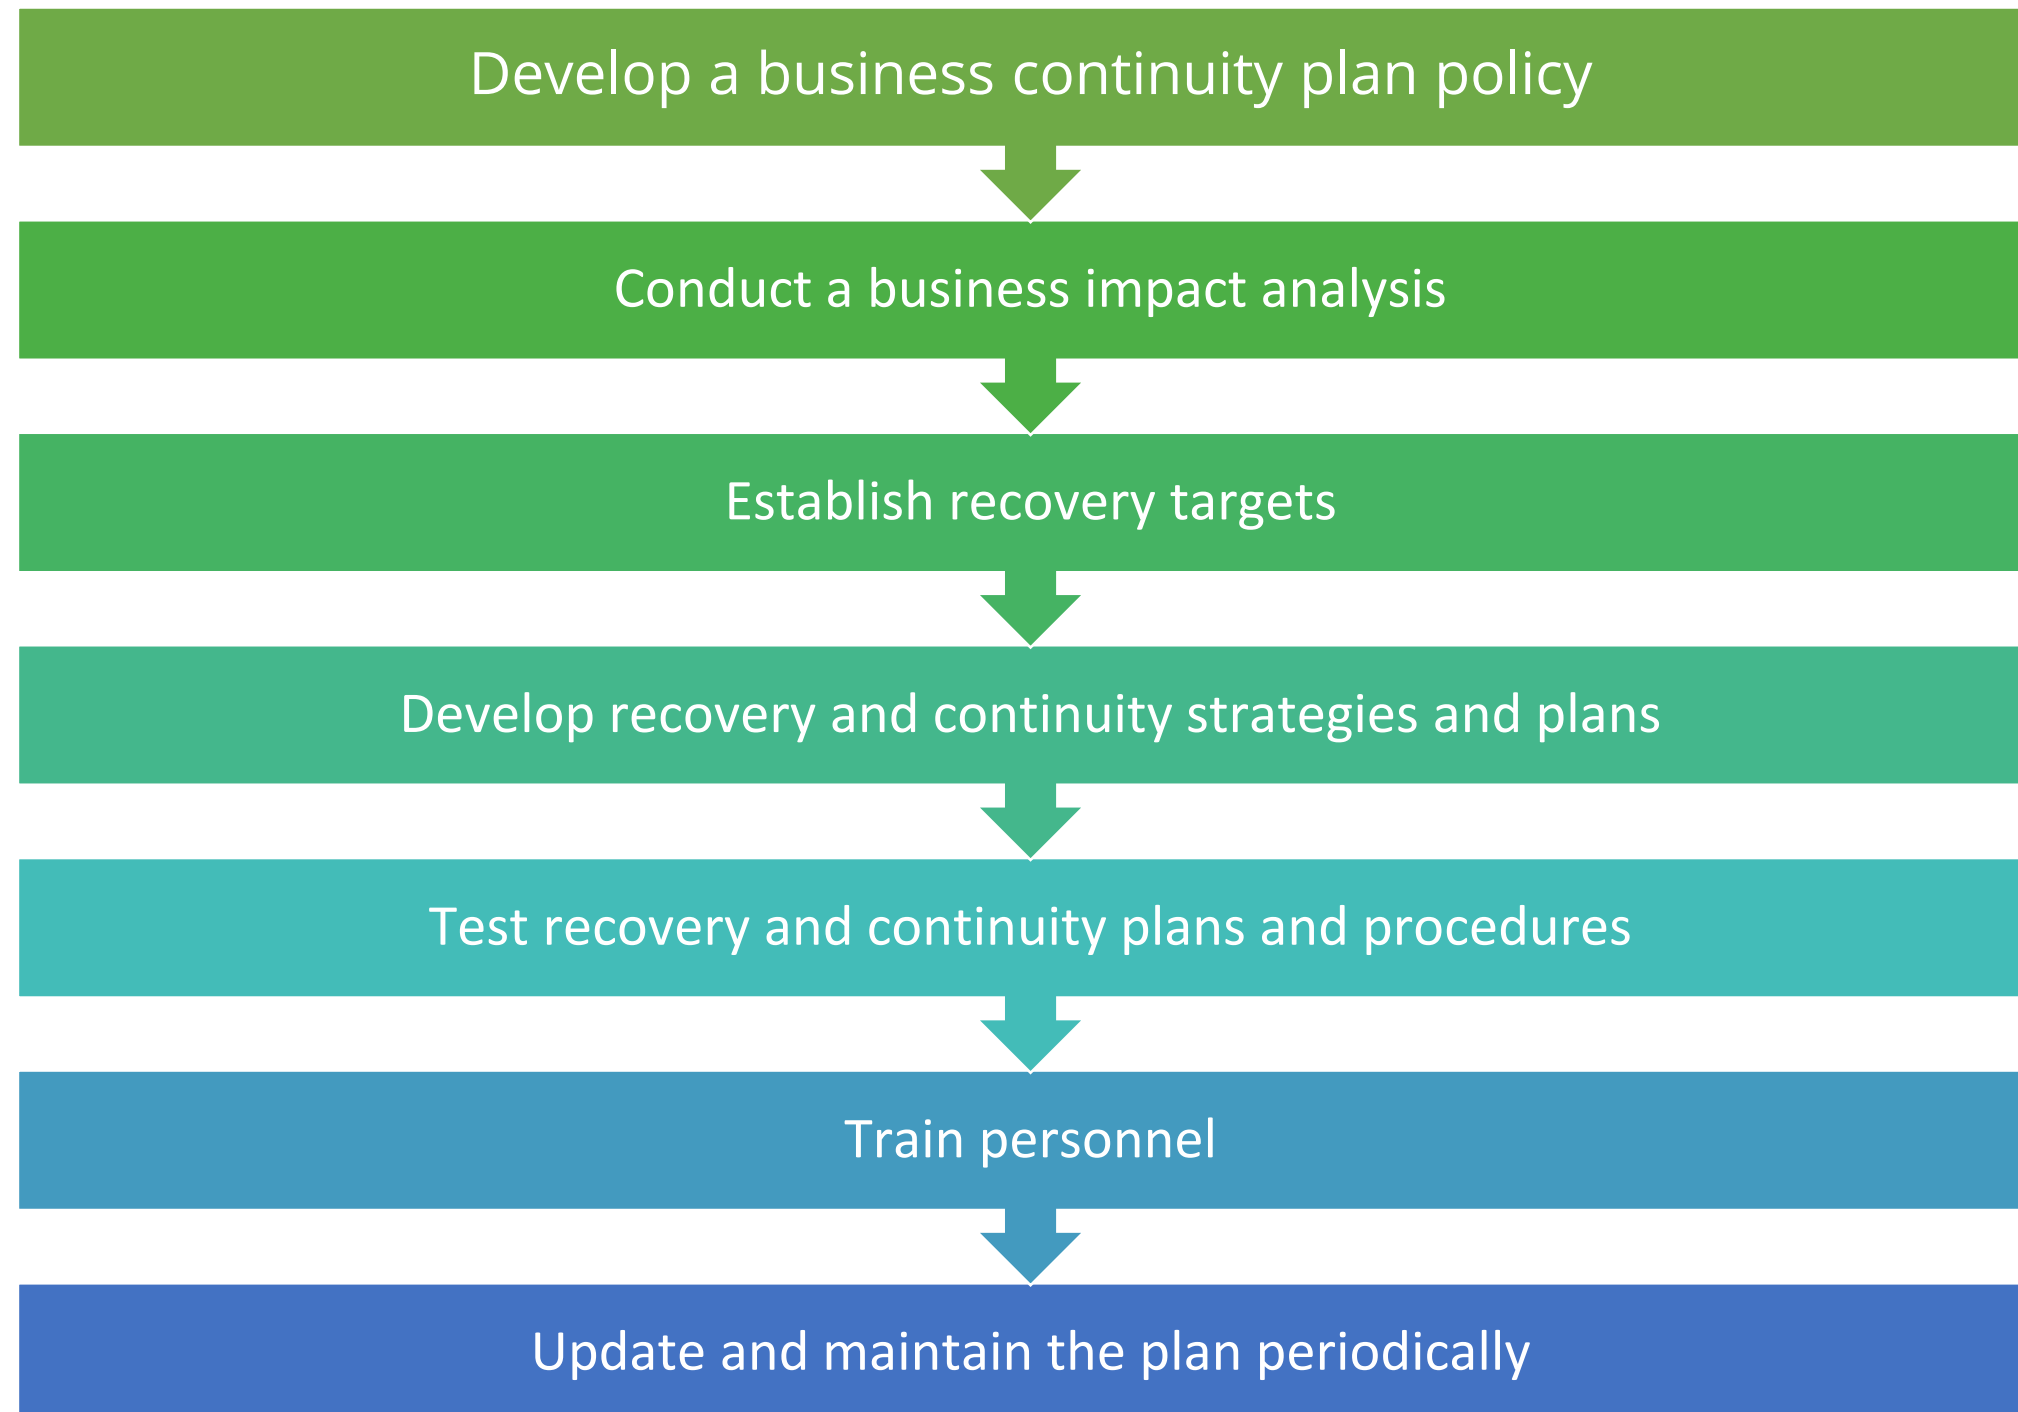 Develop a business continuity plan policy
Conduct a business impact analysis
Establish recovery targets
Develop recovery and continuity strategies and plans
Test recovery and continuity plans and procedures
Train personnel
Update and maintain the plan periodically